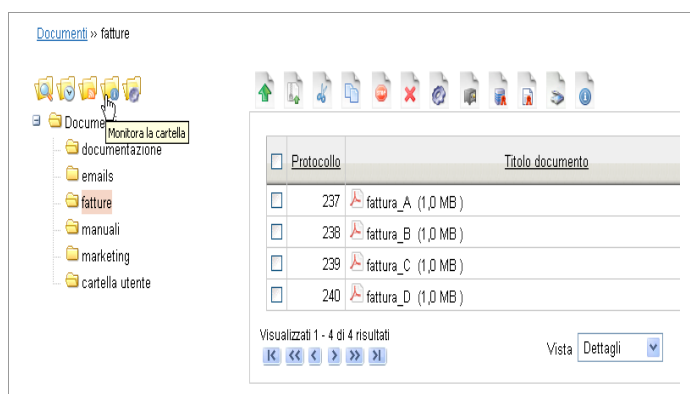 Documenti » fatture
Docume
Monitora la cartella
documentazione
emails
fatture
manuali
marketing
cartella utente
Protocollo Titolo documento
237 fattura_A (1,0 MB )
238 fattura_B (1,0 MB )
239 fattura_C (1,0 MB )
240 fattura_D (1,0 MB )
Visualizzati 1 - 4 di 4 risultati
Vista Dettagli